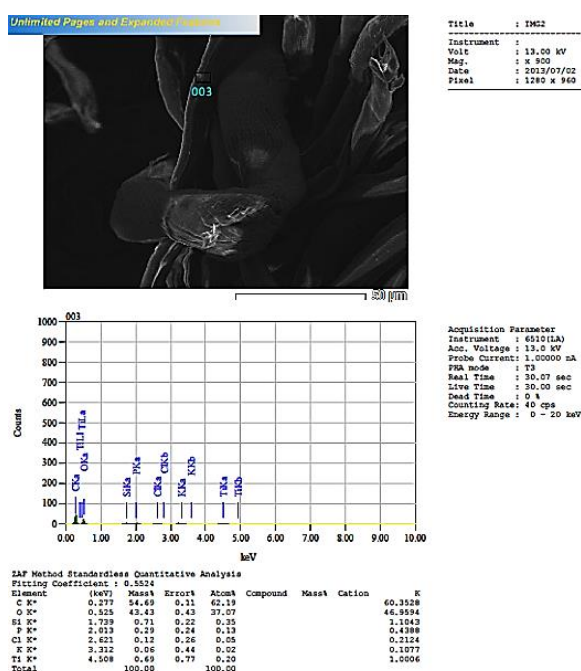 Unlimited Pages and Expanded Features
003
50 µm
Title : IMG2
Instrument :
Volt : 13.00 kV
Mag. : x 900
Date : 2013/07/02
Pixel : 1280 x 960
003
1000
900
800
700
600
500
400
300
200
100
0
Counts
CKa
TiLl
TiLa
OKa
SiKa
PKa
ClKa
ClKb
KKa
KKb
TiKa
TiKb
0.00 1.00 2.00 3.00 4.00 5.00 6.00 7.00 8.00 9.00 10.00
keV
Acquisition Parameter
Instrument : 6510(LA)
Acc. Voltage : 13.0 kV
Probe Current: 1.00000 nA
PHA mode : T3
Real Time : 30.07 sec
Live Time : 30.00 sec
Dead Time : 0 %
Counting Rate: 40 cps
Energy Range : 0 - 20 keV
ZAF Method Standardless Quantitative Analysis
Fitting Coefficient : 0.5524
Element (keV) Mass% Error% Atom% Compound Mass% Cation K
C K* 0.277 54.69 0.11 62.19 60.3528
O K* 0.525 43.43 0.43 37.07 46.9594
Si K* 1.739 0.71 0.22 0.35 1.1043
P K* 2.013 0.29 0.24 0.13 0.4388
Cl K* 2.621 0.12 0.26 0.05 0.2124
K K* 3.312 0.06 0.44 0.02 0.1077
Ti K* 4.508 0.69 0.77 0.20 1.0006
Total 100.00 100.00